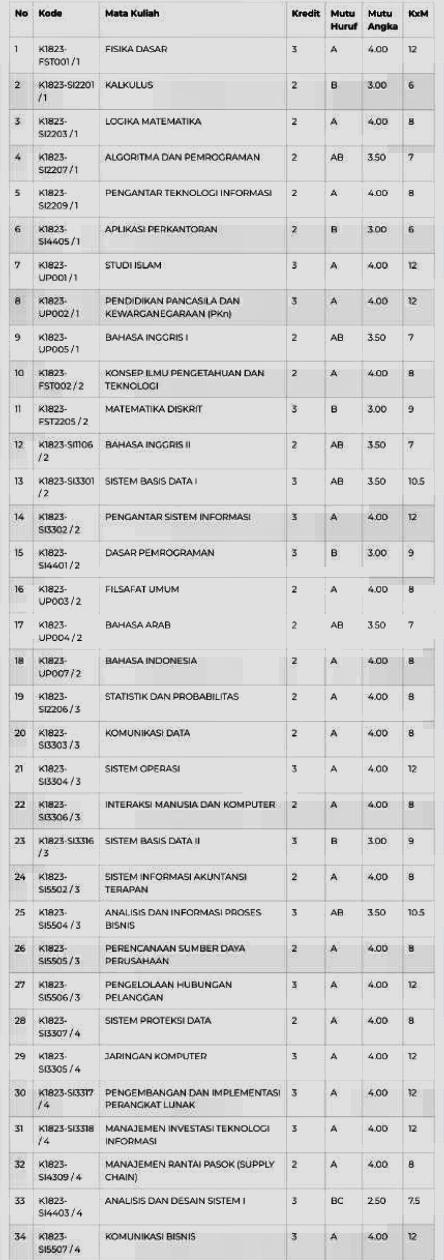 No Kode Mata Kuliah Kredit Mutu Mutu KxM
Huruf Angka
1 K1823- FISIKA DASAR 3 A 4.00 12
FST001 / 1
2 K1823-SI2201 KALKULUS 2 B 3.00 6
/ 1
3 K1823- LOGIKA MATEMATIKA 2 A 4.00 8
SI2203 / 1
4 K1823- ALGORITMA DAN PEMROGRAMAN 2 AB 3.50 7
SI2207 / 1
5 K1823- PENGANTAR TEKNOLOGI INFORMASI 2 A 4.00 8
SI2209 / 1
6 K1823- APLIKASI PERKANTORAN 2 B 3.00 6
SI4405 / 1
7 K1823- STUDI ISLAM 3 A 4.00 12
UP001 / 1
8 K1823- PENDIDIKAN PANCASILA DAN 3 A 4.00 12
UP002 / 1 KEWARGANEGARAAN (PKn)
9 K1823- BAHASA INGGRIS I 2 AB 3.50 7
UP005 / 1
10 K1823- KONSEP ILMU PENGETAHUAN DAN 2 A 4.00 8
FST002 / 2 TEKNOLOGI
11 K1823- MATEMATIKA DISKRIT 3 B 3.00 9
FST2205 / 2
12 K1823-SI1106 BAHASA INGGRIS II 2 AB 3.50 7
/ 2
13 K1823-SI3301 SISTEM BASIS DATA I 3 AB 3.50 10.5
/ 2
14 K1823- PENGANTAR SISTEM INFORMASI 3 A 4.00 12
SI3302 / 2
15 K1823- DASAR PEMROGRAMAN 3 B 3.00 9
SI4401 / 2
16 K1823- FILSAFAT UMUM 2 A 4.00 8
UP003 / 2
17 K1823- BAHASA ARAB 2 AB 3.50 7
UP004 / 2
18 K1823- BAHASA INDONESIA 2 A 4.00 8
UP007 / 2
19 K1823- STATISTIK DAN PROBABILITAS 2 A 4.00 8
SI2206 / 3
20 K1823- KOMUNIKASI DATA 2 A 4.00 8
SI3303 / 3
21 K1823- SISTEM OPERASI 3 A 4.00 12
SI3304 / 3
22 K1823- INTERAKSI MANUSIA DAN KOMPUTER 2 A 4.00 8
SI3306 / 3
23 K1823-SI3316 SISTEM BASIS DATA II 3 B 3.00 9
/ 3
24 K1823- SISTEM INFORMASI AKUNTANSI 2 A 4.00 8
SI5502 / 3 TERAPAN
25 K1823- ANALISIS DAN INFORMASI PROSES 3 AB 3.50 10.5
SI5504 / 3 BISNIS
26 K1823- PERENCANAAN SUMBER DAYA 2 A 4.00 8
SI5505 / 3 PERUSAHAAN
27 K1823- PENGELOLAAN HUBUNGAN 3 A 4.00 12
SI5506 / 3 PELANGGAN
28 K1823- SISTEM PROTEKSI DATA 2 A 4.00 8
SI3307 / 4
29 K1823- JARINGAN KOMPUTER 3 A 4.00 12
SI3305 / 4
30 K1823-SI3317 PENGEMBANGAN DAN IMPLEMENTASI 3 A 4.00 12
/ 4 PERANGKAT LUNAK
31 K1823-SI3318 MANAJEMEN INVESTASI TEKNOLOGI 3 A 4.00 12
/ 4 INFORMASI
32 K1823- MANAJEMEN RANTAI PASOK (SUPPLY 2 A 4.00 8
SI4309 / 4 CHAIN)
33 K1823- ANALISIS DAN DESAIN SISTEM I 3 BC 2.50 7.5
SI4403 / 4
34 K1823- KOMUNIKASI BISNIS 3 A 4.00 12
SI5507 / 4